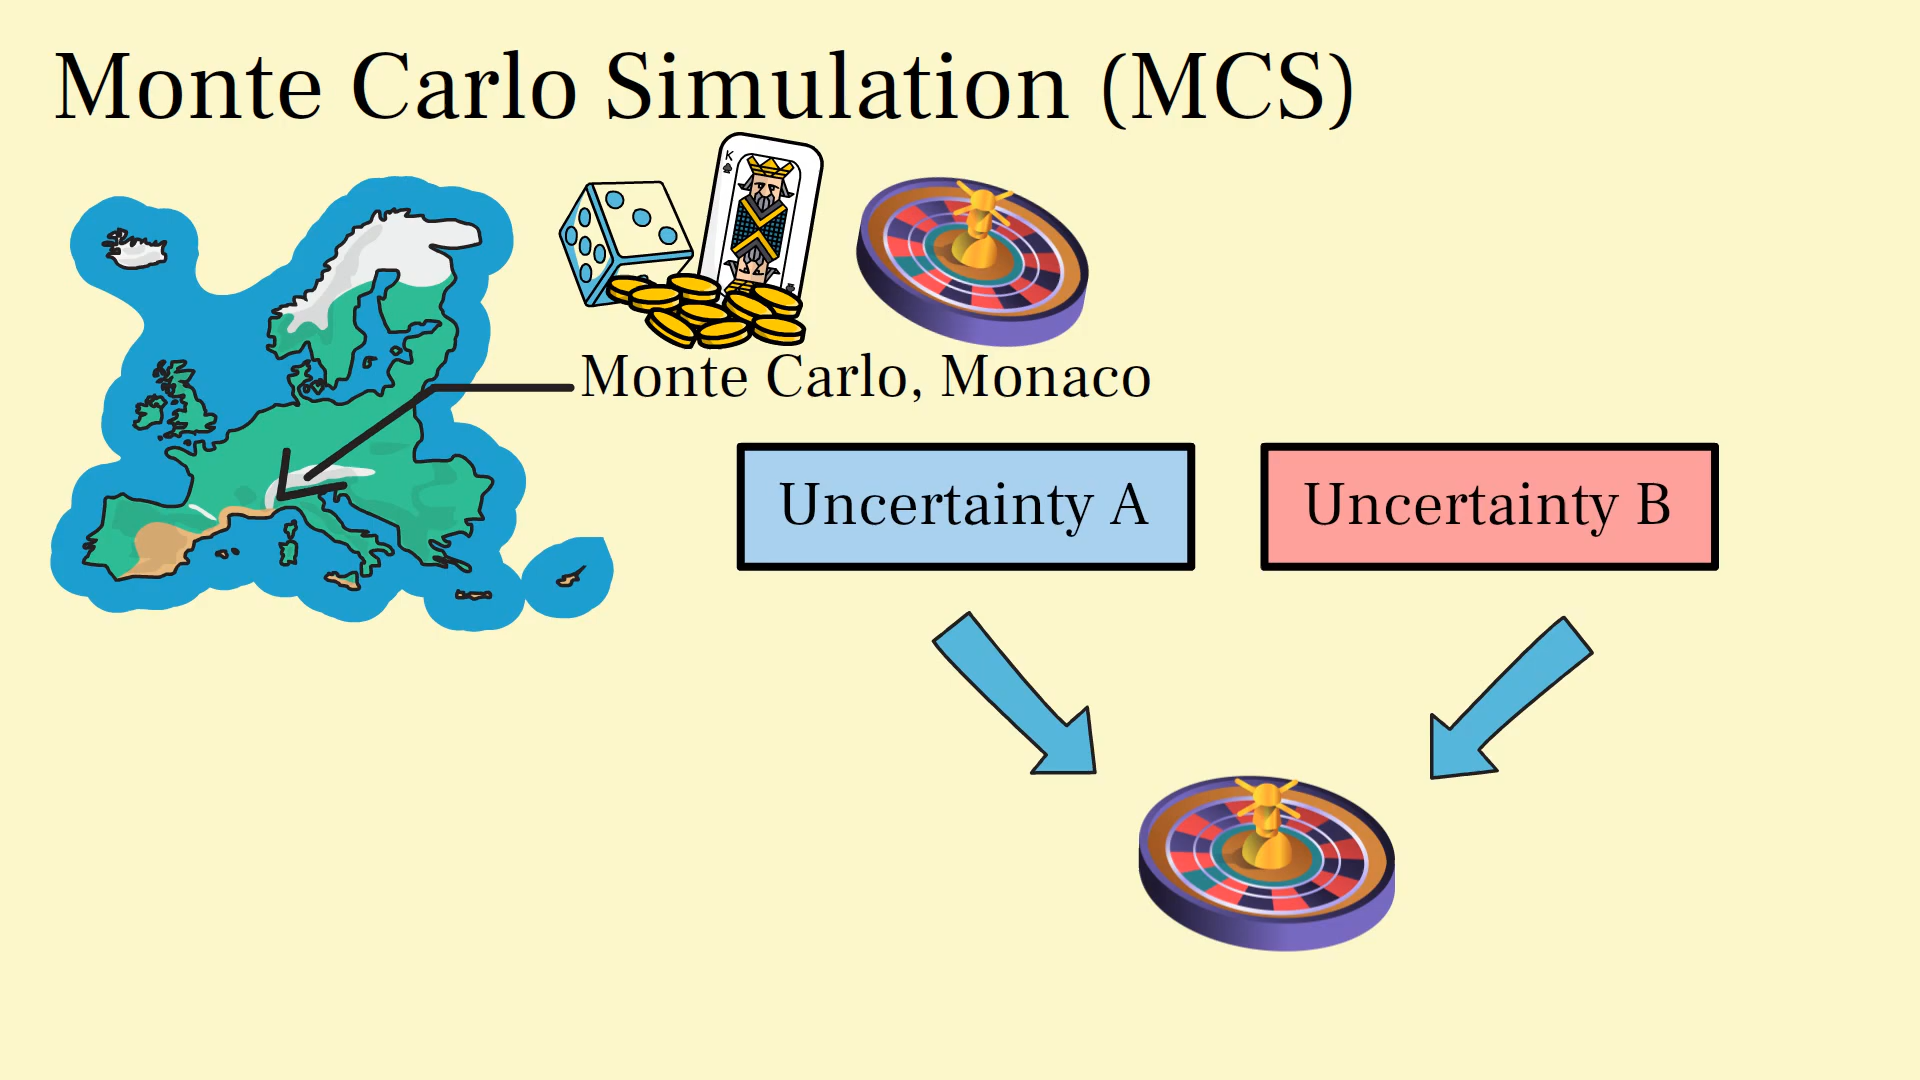 Monte Carlo Simulation (MCS)
K
Monte Carlo, Monaco
Uncertainty A
Uncertainty B